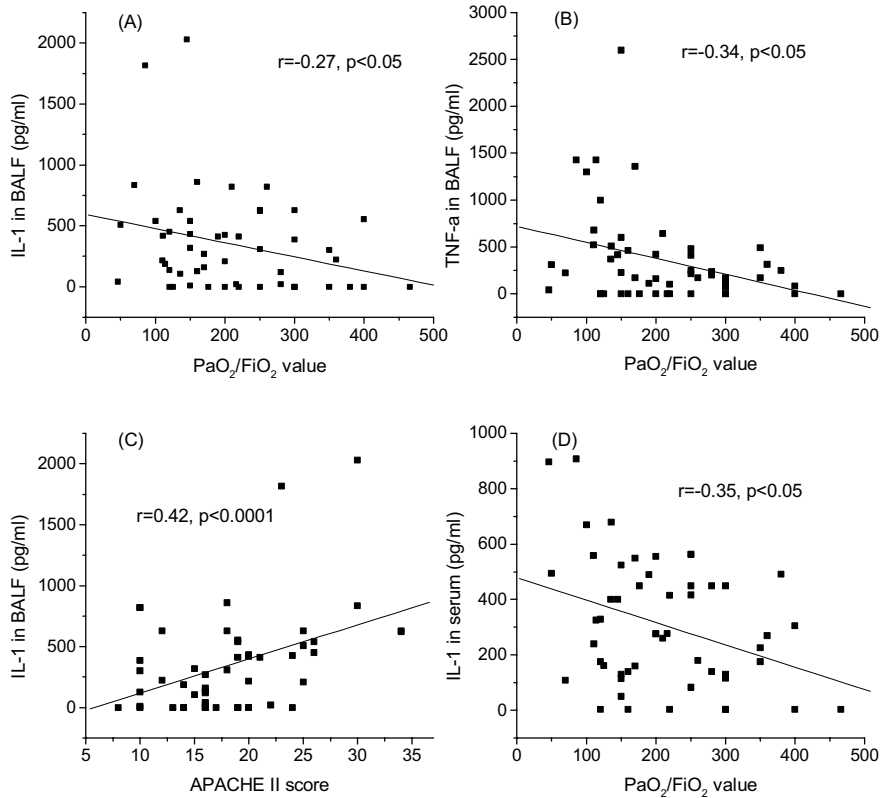 (A)
r=-0.27, p<0.05
IL-1 in BALF (pg/ml)
2000
1500
1000
500
0
0 100 200 300 400 500
PaO₂/FiO₂ value
(B)
r=-0.34, p<0.05
TNF-a in BALF (pg/ml)
3000
2500
2000
1500
1000
500
0
0 100 200 300 400 500
PaO₂/FiO₂ value
(C)
r=0.42, p<0.0001
IL-1 in BALF (pg/ml)
2000
1500
1000
500
0
5 10 15 20 25 30 35
APACHE II score
(D)
r=-0.35, p<0.05
IL-1 in serum (pg/ml)
1000
800
600
400
200
0
0 100 200 300 400 500
PaO₂/FiO₂ value